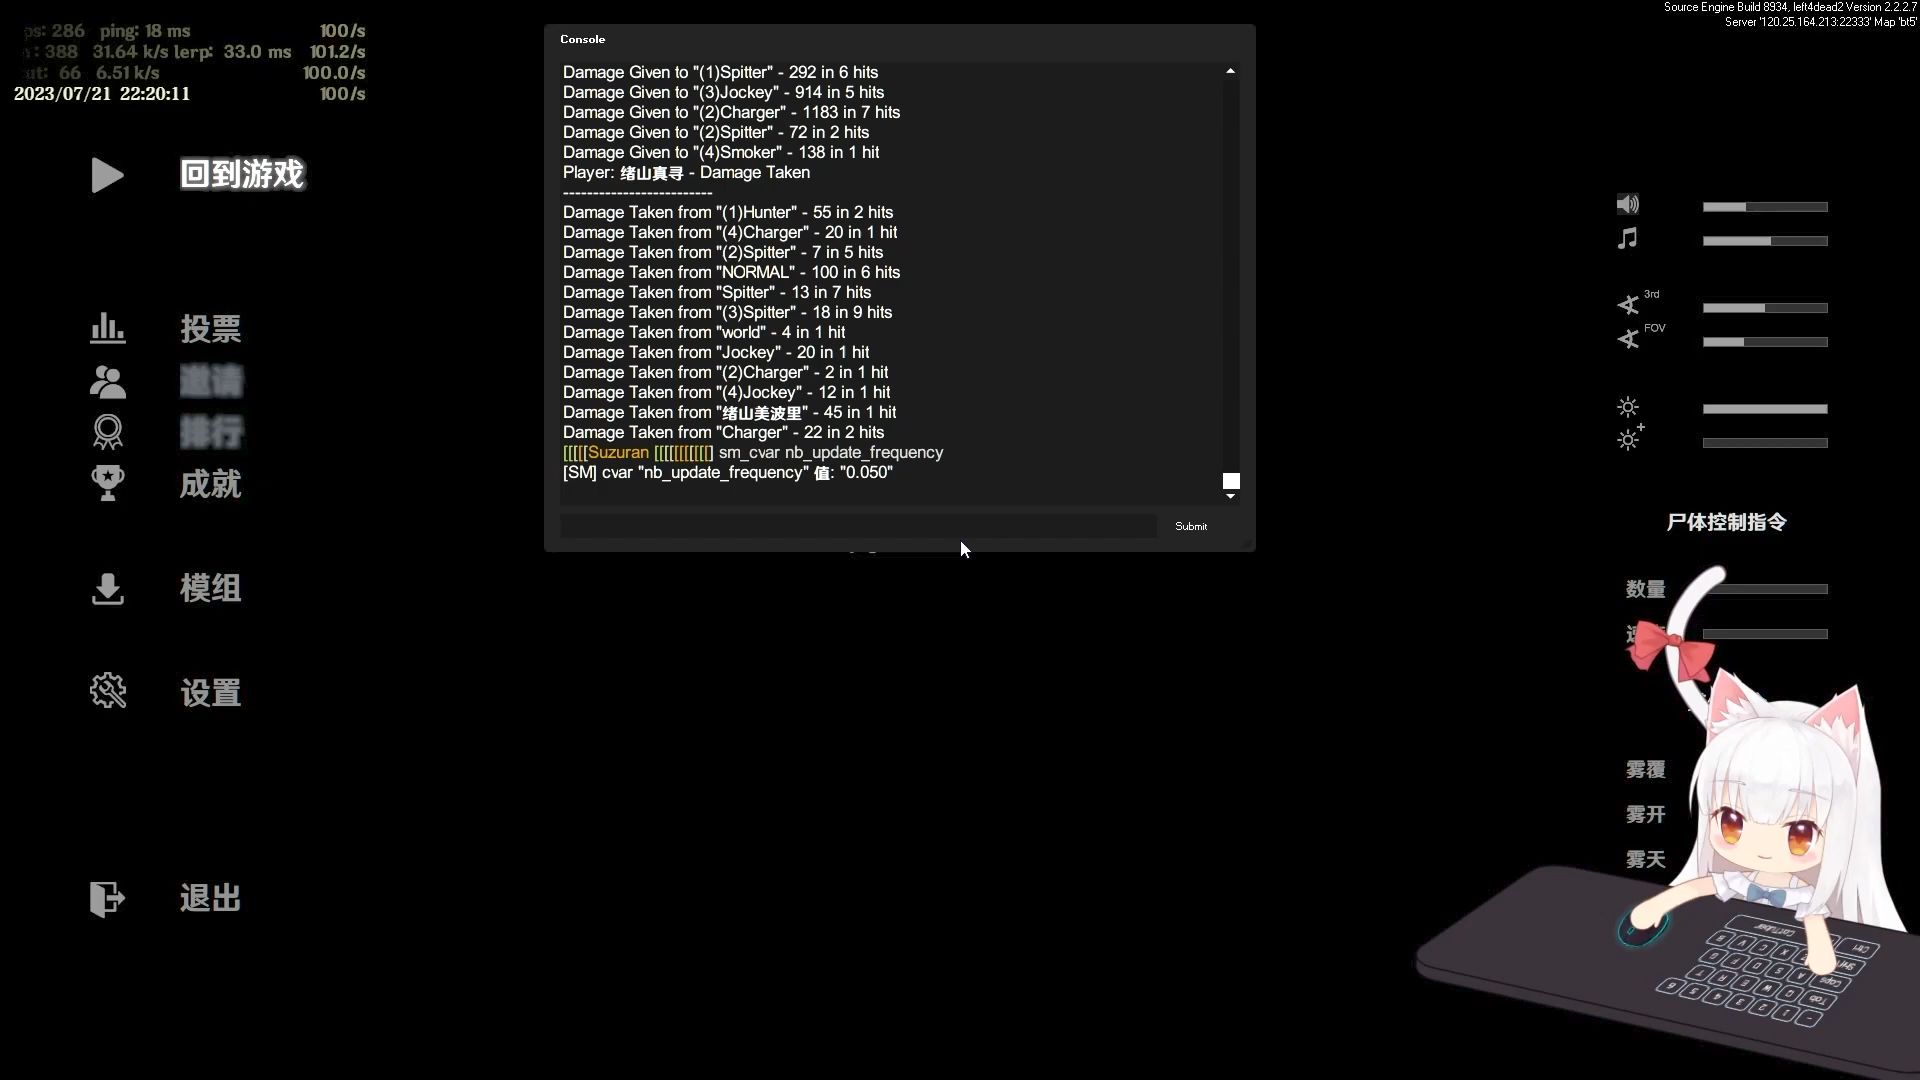 Source Engine Build 8934, left4dead2 Version 2.2.2.7
Server '120.25.164.213:22333' Map 'bt5'
ps: 286 ping: 18 ms 100/s
: 388 31.64 k/s lerp: 33.0 ms 101.2/s
ut: 66 6.51 k/s 100.0/s
2023/07/21 22:20:11 100/s
Console
Damage Given to "(1)Spitter" - 292 in 6 hits
Damage Given to "(3)Jockey" - 914 in 5 hits
Damage Given to "(2)Charger" - 1183 in 7 hits
Damage Given to "(2)Spitter" - 72 in 2 hits
Damage Given to "(4)Smoker" - 138 in 1 hit
Player: 绪山真寻 - Damage Taken
-------------------------
Damage Taken from "(1)Hunter" - 55 in 2 hits
Damage Taken from "(4)Charger" - 20 in 1 hit
Damage Taken from "(2)Spitter" - 7 in 5 hits
Damage Taken from "NORMAL" - 100 in 6 hits
Damage Taken from "Spitter" - 13 in 7 hits
Damage Taken from "(3)Spitter" - 18 in 9 hits
Damage Taken from "world" - 4 in 1 hit
Damage Taken from "Jockey" - 20 in 1 hit
Damage Taken from "(2)Charger" - 2 in 1 hit
Damage Taken from "(4)Jockey" - 12 in 1 hit
Damage Taken from "绪山美波里" - 45 in 1 hit
Damage Taken from "Charger" - 22 in 2 hits
[[[[[Suzuran [[[[[[[[[[[] sm_cvar nb_update_frequency
[SM] cvar "nb_update_frequency" 值: "0.050"
Submit
回到游戏
投票
邀请
排行
成就
模组
设置
退出
3rd
FOV
尸体控制指令
数量
雾覆
雾开
雾天